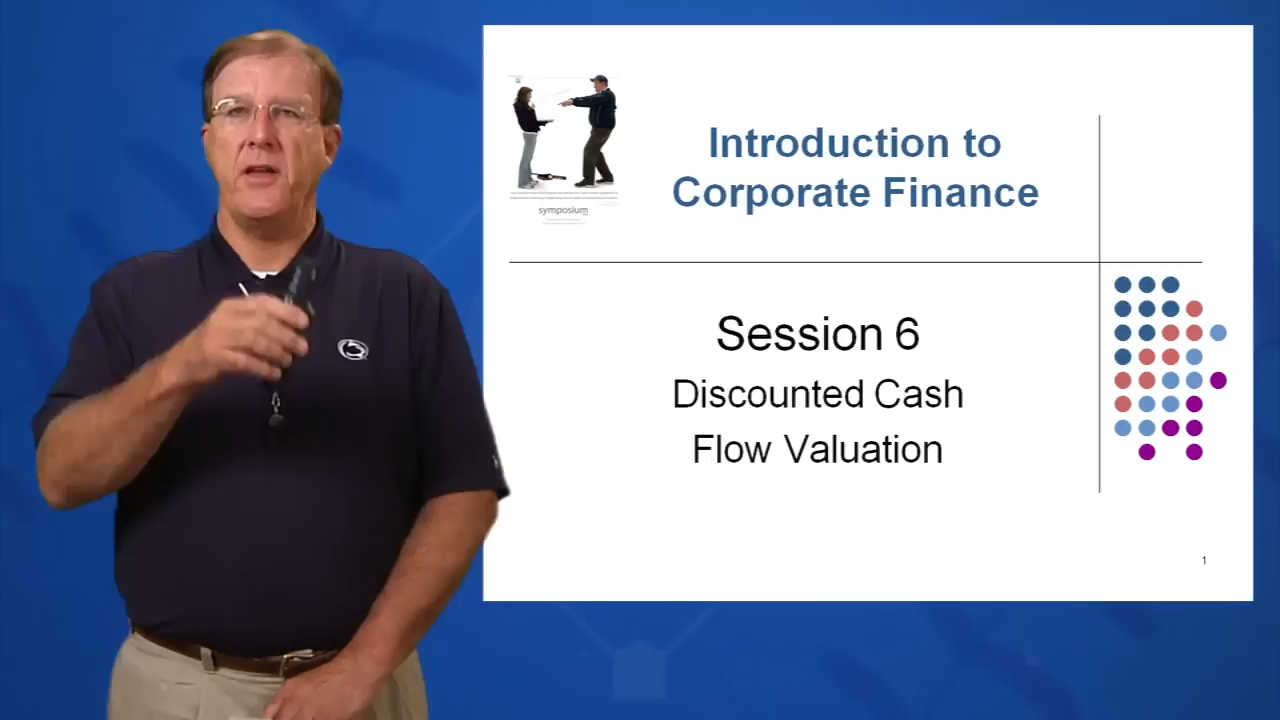 Introduction to
Corporate Finance
symposium
Session 6
Discounted Cash
Flow Valuation
1